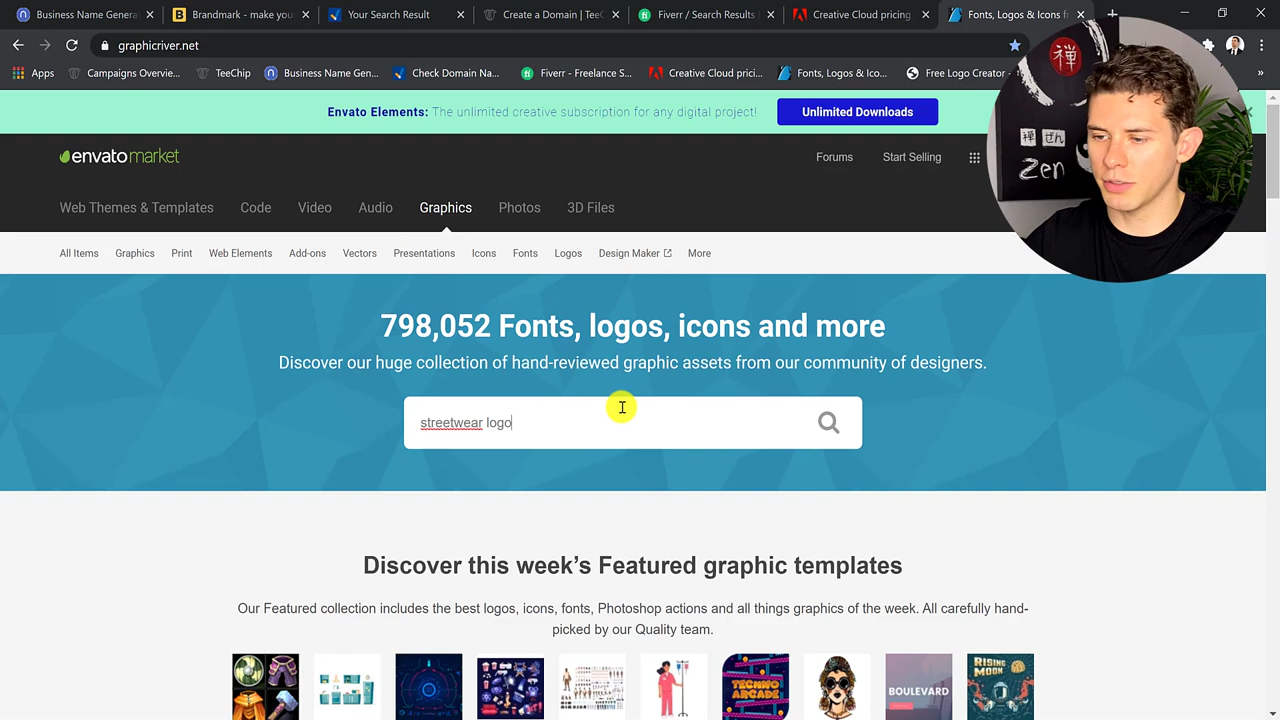 Business Name Genera
Brandmark - make you
Your Search Result
Create a Domain | TeeC
Fiverr / Search Results
Creative Cloud pricing
Fonts, Logos & Icons f
graphicriver.net
Apps
Campaigns Overvie...
TeeChip
Business Name Gen...
Check Domain Na...
Fiverr - Freelance S...
Creative Cloud prici...
Fonts, Logos & Ico...
Free Logo Creator -
Envato Elements: The unlimited creative subscription for any digital project!
Unlimited Downloads
envatomarket
Forums
Start Selling
Web Themes & Templates
Code
Video
Audio
Graphics
Photos
3D Files
All Items
Graphics
Print
Web Elements
Add-ons
Vectors
Presentations
Icons
Fonts
Logos
Design Maker
More
禅
禅 ぜん
Zen
798,052 Fonts, logos, icons and more
Discover our huge collection of hand-reviewed graphic assets from our community of designers.
streetwear logo
Discover this week's Featured graphic templates
Our Featured collection includes the best logos, icons, fonts, Photoshop actions and all things graphics of the week. All carefully hand-
picked by our Quality team.
TECHNO
ARCADE
BOULEVARD
RISING
MOON